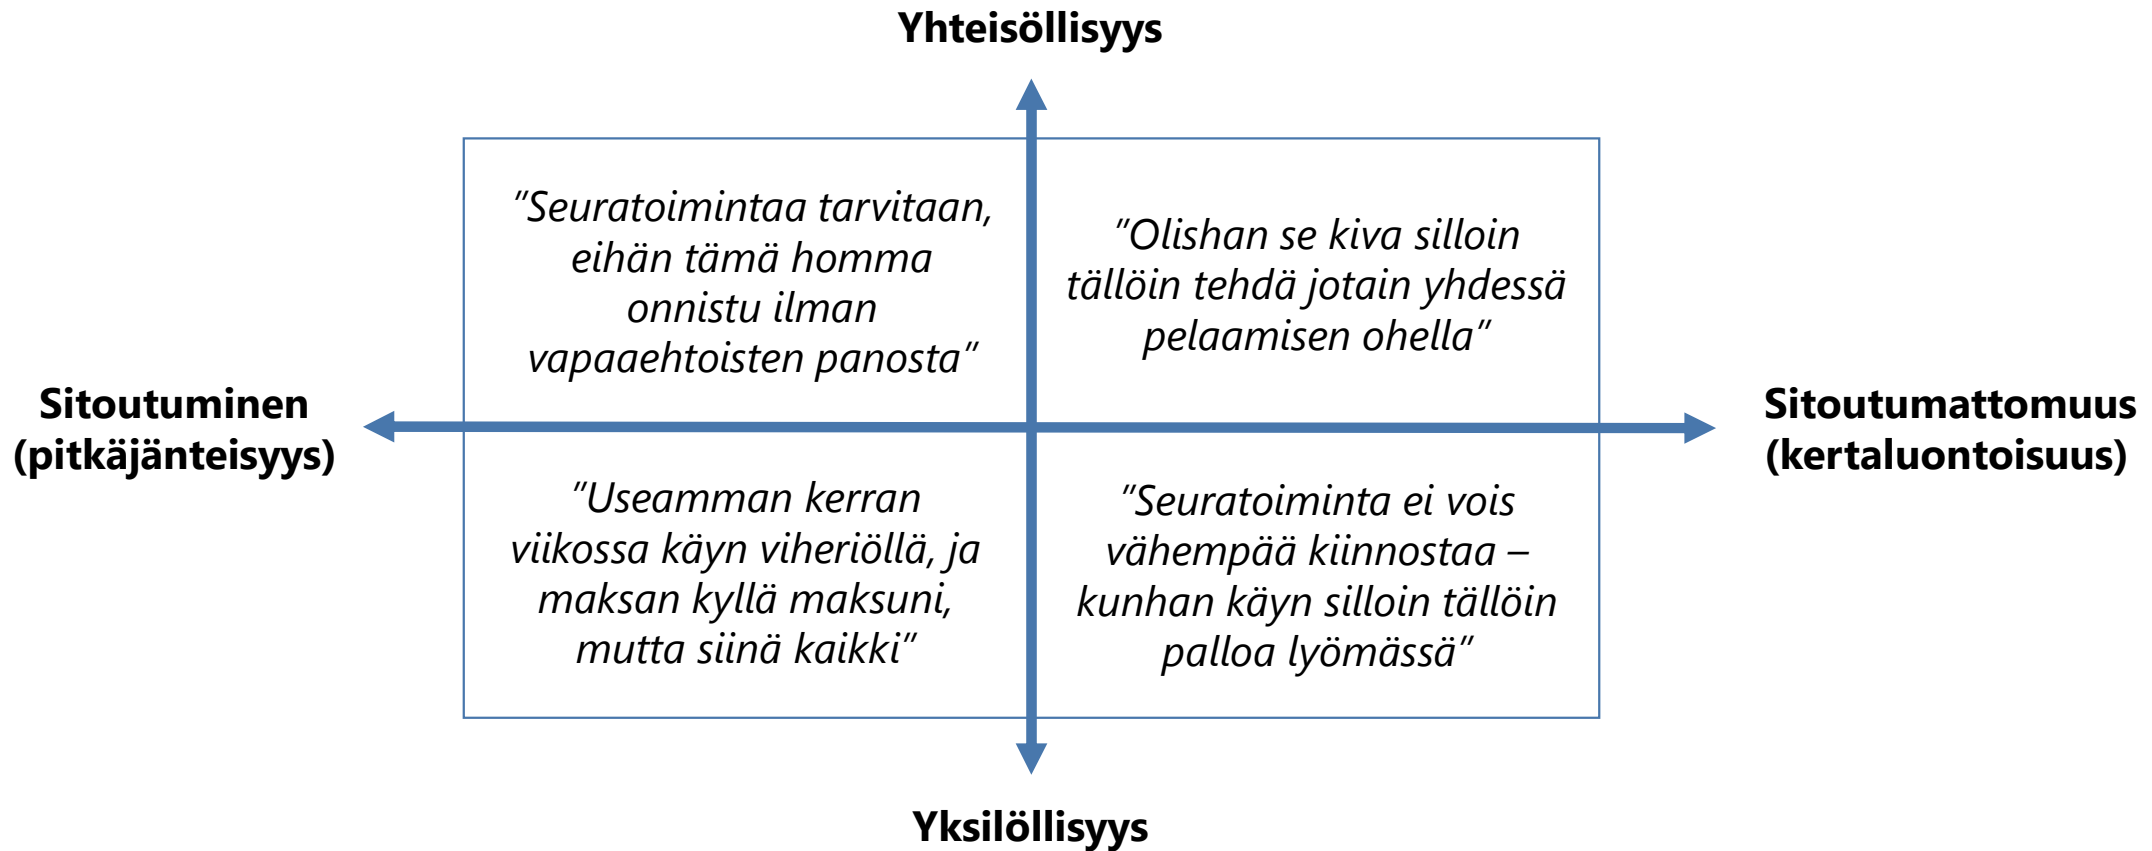 Yhteisöllisyys
”Seuratoimintaa tarvitaan,
eihän tämä homma
onnistu ilman
vapaaehtoisten panosta”
”Olishan se kiva silloin
tällöin tehdä jotain yhdessä
pelaamisen ohella”
Sitoutuminen
(pitkäjänteisyys)
Sitoutumattomuus
(kertaluontoisuus)
”Useamman kerran
viikossa käyn viheriöllä, ja
maksan kyllä maksuni,
mutta siinä kaikki”
”Seuratoiminta ei vois
vähempää kiinnostaa –
kunhan käyn silloin tällöin
palloa lyömässä”
Yksilöllisyys